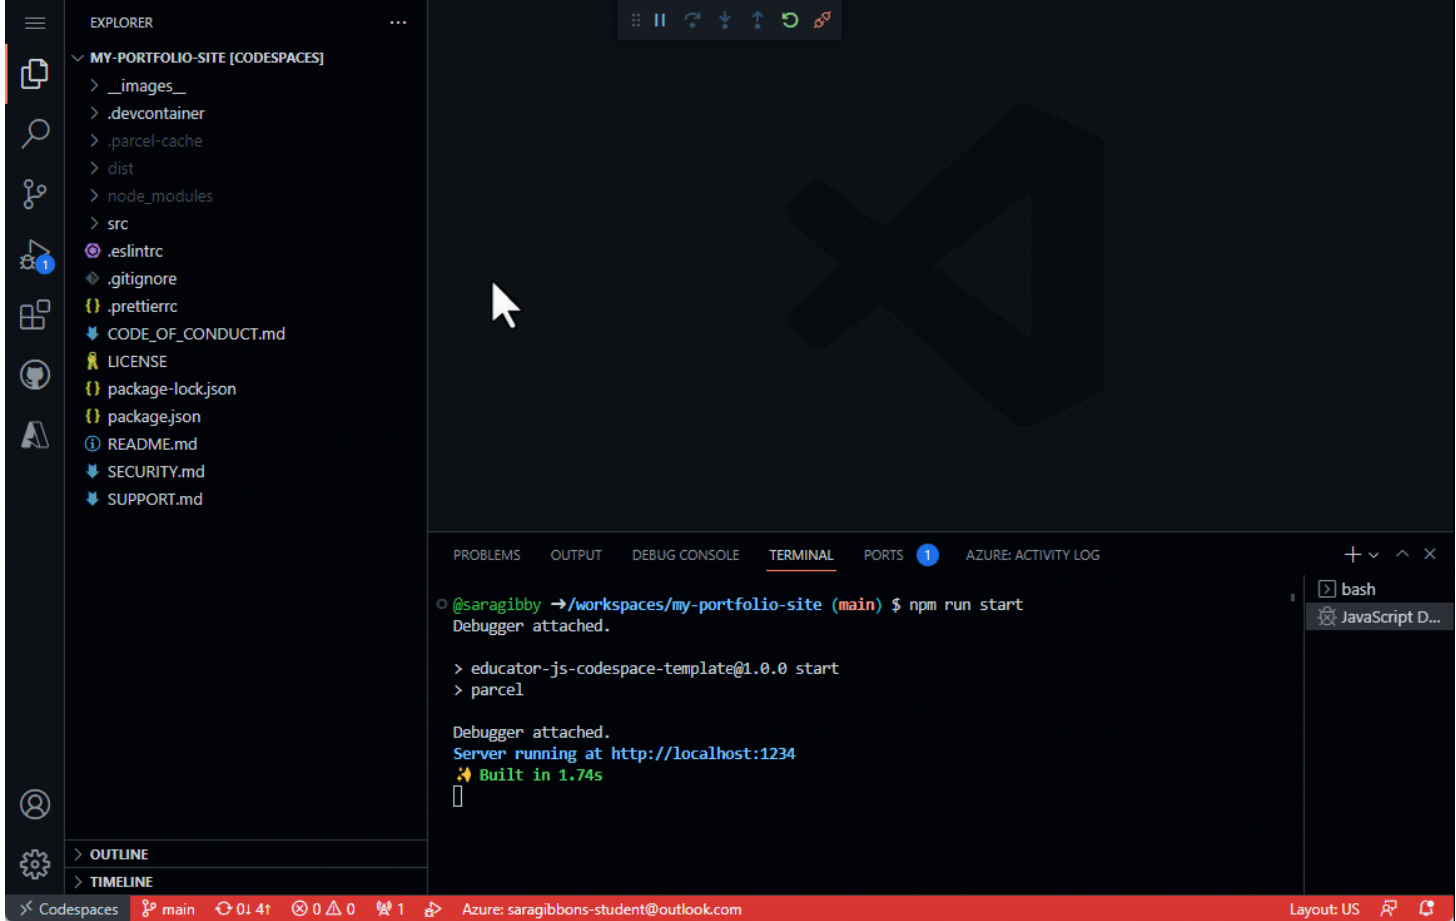 EXPLORER
MY-PORTFOLIO-SITE [CODESPACES]
__images__
.devcontainer
.parcel-cache
dist
node_modules
src
.eslintrc
.gitignore
.prettierrc
CODE_OF_CONDUCT.md
LICENSE
package-lock.json
package.json
README.md
SECURITY.md
SUPPORT.md
OUTLINE
TIMELINE
1
PROBLEMS OUTPUT DEBUG CONSOLE TERMINAL PORTS 1 AZURE: ACTIVITY LOG
@saragibby ➜/workspaces/my-portfolio-site (main) $ npm run start
Debugger attached.
> educator-js-codespace-template@1.0.0 start
> parcel
Debugger attached.
Server running at http://localhost:1234
✨ Built in 1.74s
bash
JavaScript D...
Codespaces main 0↓ 4↑ 0 0 1 Azure: saragibbons-student@outlook.com Layout: US